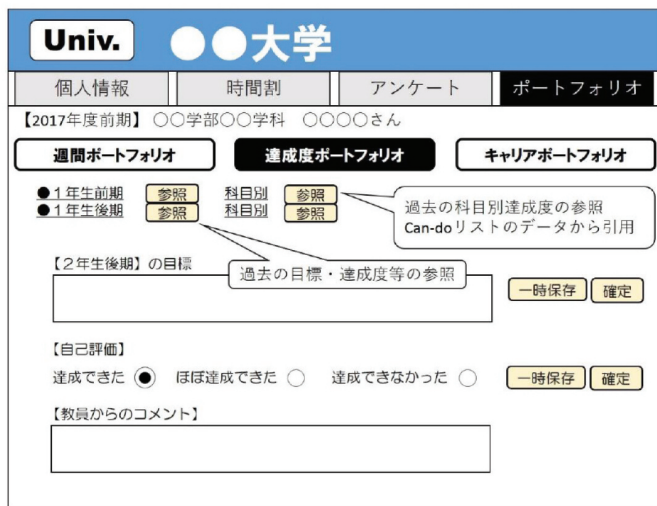 Univ. ●●大学
個人情報 時間割 アンケート ポートフォリオ
【2017年度前期】 〇〇学部〇〇学科 〇〇〇〇さん
週間ポートフォリオ 達成度ポートフォリオ キャリアポートフォリオ
●1年生前期 参照 科目別 参照
●1年生後期 参照 科目別 参照
過去の科目別達成度の参照
Can-doリストのデータから引用
過去の目標・達成度等の参照
【2年生後期】の目標
一時保存 確定
【自己評価】
達成できた ほぼ達成できた 達成できなかった 一時保存 確定
【教員からのコメント】